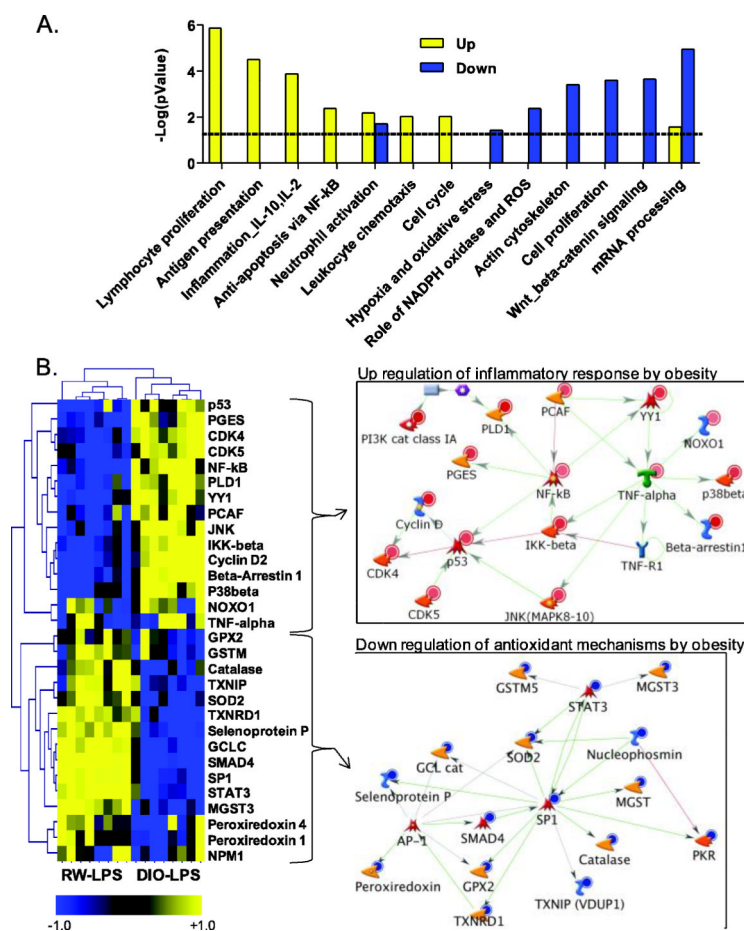 A.
6
4
2
0
-Log(pValue)
Up
Down
Lymphocyte proliferation
Antigen presentation
Inflammation_IL-10,IL-2
Anti-apoptosis via NF-kB
Neutrophil activation
Leukocyte chemotaxis
Cell cycle
Hypoxia and oxidative stress
Role of NADPH oxidase and ROS
Actin cytoskeleton
Cell proliferation
Wnt_beta-catenin signaling
mRNA processing
B.
p53
PGES
CDK4
CDK5
NF-kB
PLD1
YY1
PCAF
JNK
IKK-beta
Cyclin D2
Beta-Arrestin 1
P38beta
NOXO1
TNF-alpha
GPX2
GSTM
Catalase
TXNIP
SOD2
TXNRD1
Selenoprotein P
GCLC
SMAD4
SP1
STAT3
MGST3
Peroxiredoxin 4
Peroxiredoxin 1
NPM1
RW-LPS DIO-LPS
-1.0 +1.0
Up regulation of inflammatory response by obesity
PI3K cat class IA
PLD1
PCAF
YY1
NOXO1
PGES
NF-kB
TNF-alpha
p38beta
Cyclin D
p53
IKK-beta
TNF-R1
Beta-arrestin1
CDK4
CDK5
JNK(MAPK8-10)
Down regulation of antioxidant mechanisms by obesity
GSTM5
STAT3
MGST3
GCL cat
SOD2
Nucleophosmin
Selenoprotein P
SP1
MGST
AP-1
SMAD4
Catalase
PKR
Peroxiredoxin
GPX2
TXNIP (VDUP1)
TXNRD1